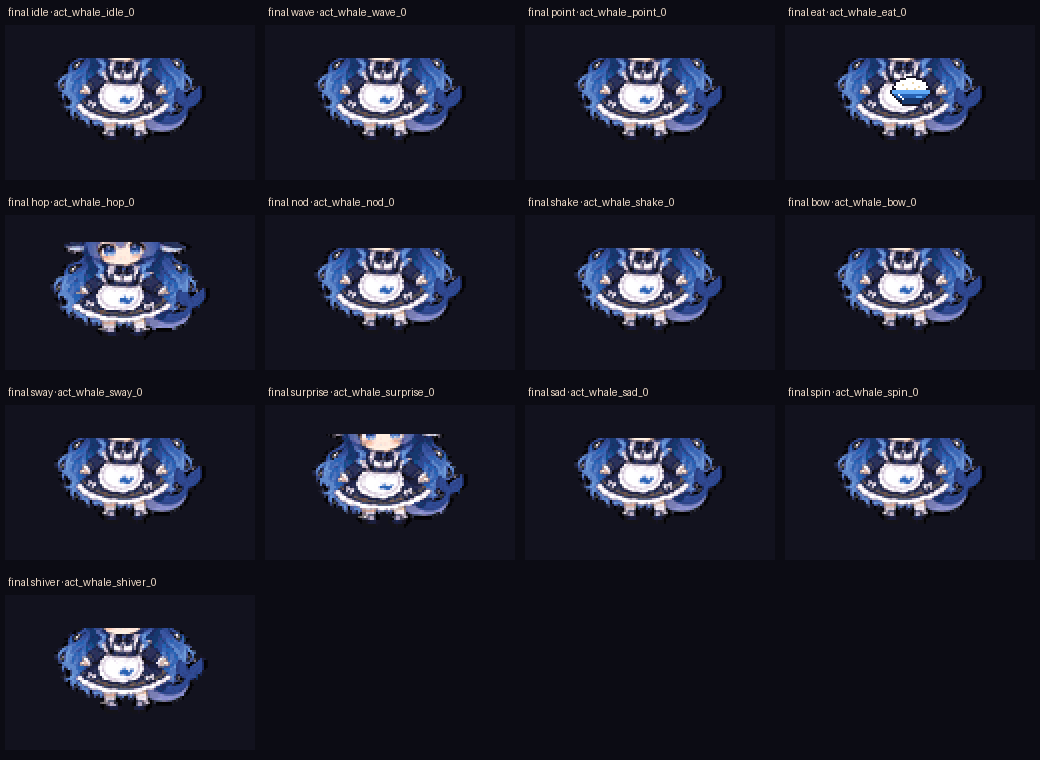 final idle·act_whale_idle_0
final wave·act_whale_wave_0
final point·act_whale_point_0
final eat·act_whale_eat_0
final hop·act_whale_hop_0
final nod·act_whale_nod_0
final shake·act_whale_shake_0
final bow·act_whale_bow_0
final sway·act_whale_sway_0
final surprise·act_whale_surprise_0
final sad·act_whale_sad_0
final spin·act_whale_spin_0
final shiver·act_whale_shiver_0